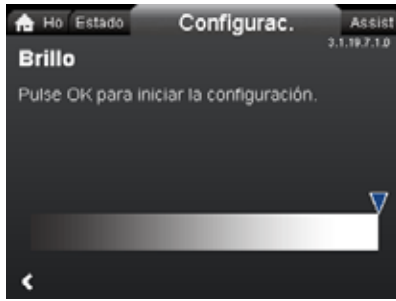 Ho Estado Configurac. Assist
3.1.19.7.1.0
Brillo
Pulse OK para iniciar la configuración.